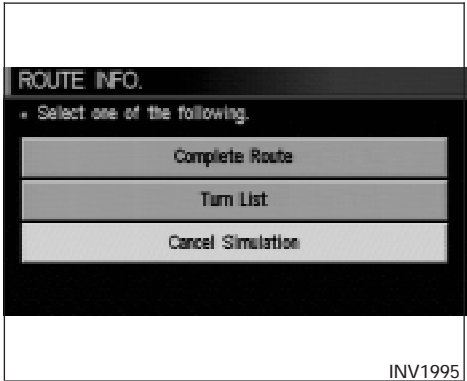 ROUTE INFO.
• Select one of the following.
Complete Route
Turn List
Cancel Simulation
INV1995